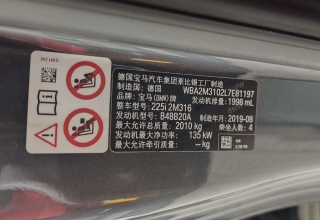 德国宝马汽车集团莱比锡工厂制造
制造国：德国 WBA2M3102L7E81197
品牌：宝马(BMW)牌 发动机排量：1998 mL
整车型号：225i 2M316
发动机型号：B48B20A 制造年月：2019-08
最大允许总质量：2010 kg 乘坐人数：4
发动机最大净功率：135 kW
最大允许牵引质量：-- kg